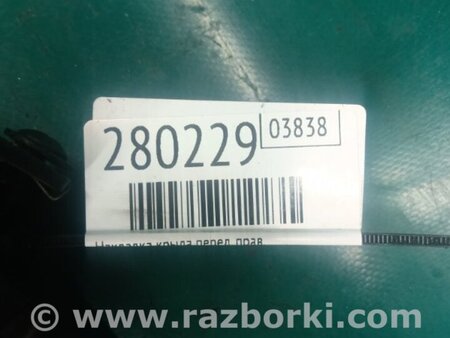 280229 03838
Накладка крыла перед. прав
© www.razborki.com